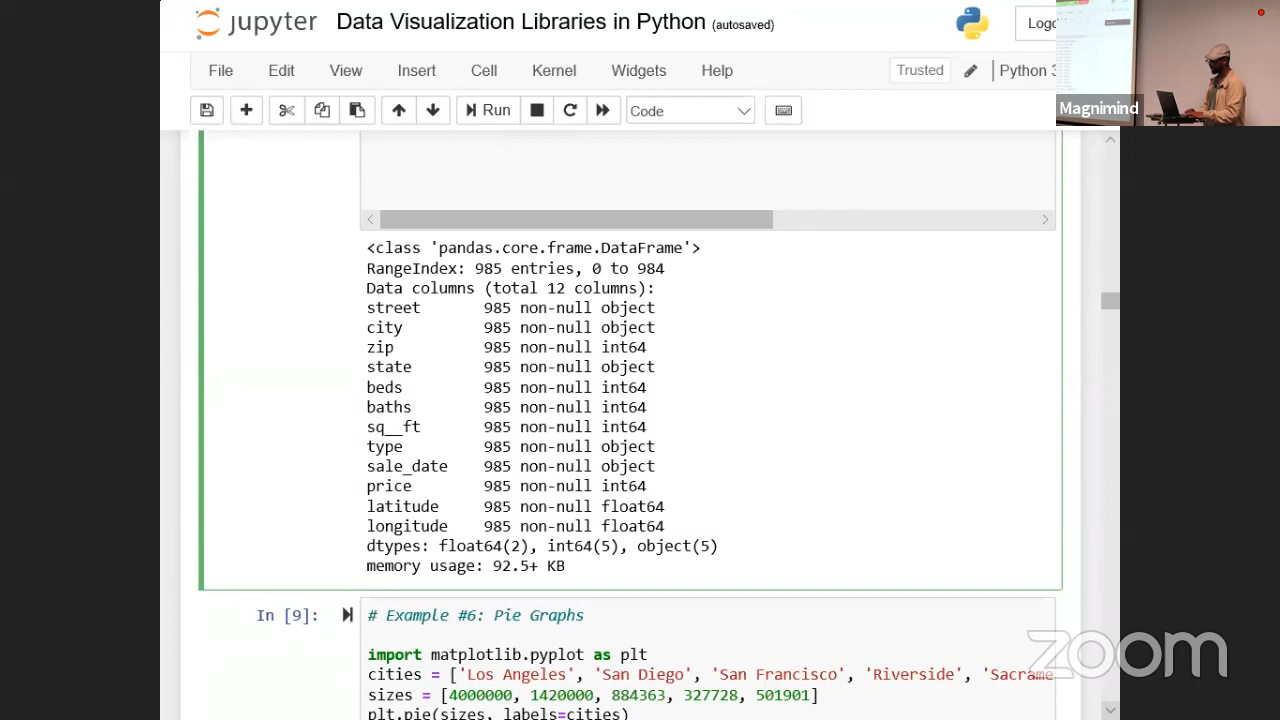 jupyter Data Visualization Libraries in Python (autosaved)
File Edit View Insert Cell Kernel Widgets Help
Trusted
Python
Magnimind
Run
Code
<class 'pandas.core.frame.DataFrame'>
RangeIndex: 985 entries, 0 to 984
Data columns (total 12 columns):
street 985 non-null object
city 985 non-null object
zip 985 non-null int64
state 985 non-null object
beds 985 non-null int64
baths 985 non-null int64
sq__ft 985 non-null int64
type 985 non-null object
sale_date 985 non-null object
price 985 non-null int64
latitude 985 non-null float64
longitude 985 non-null float64
dtypes: float64(2), int64(5), object(5)
memory usage: 92.5+ KB
In [9]: # Example #6: Pie Graphs
import matplotlib.pyplot as plt
cities = ['Los Angeles', 'San Diego', 'San Francisco', 'Riverside', 'Sacrame
sizes = [4000000, 1420000, 884363, 327728, 501901]
plt.pie(sizes, labels=cities)
zoom